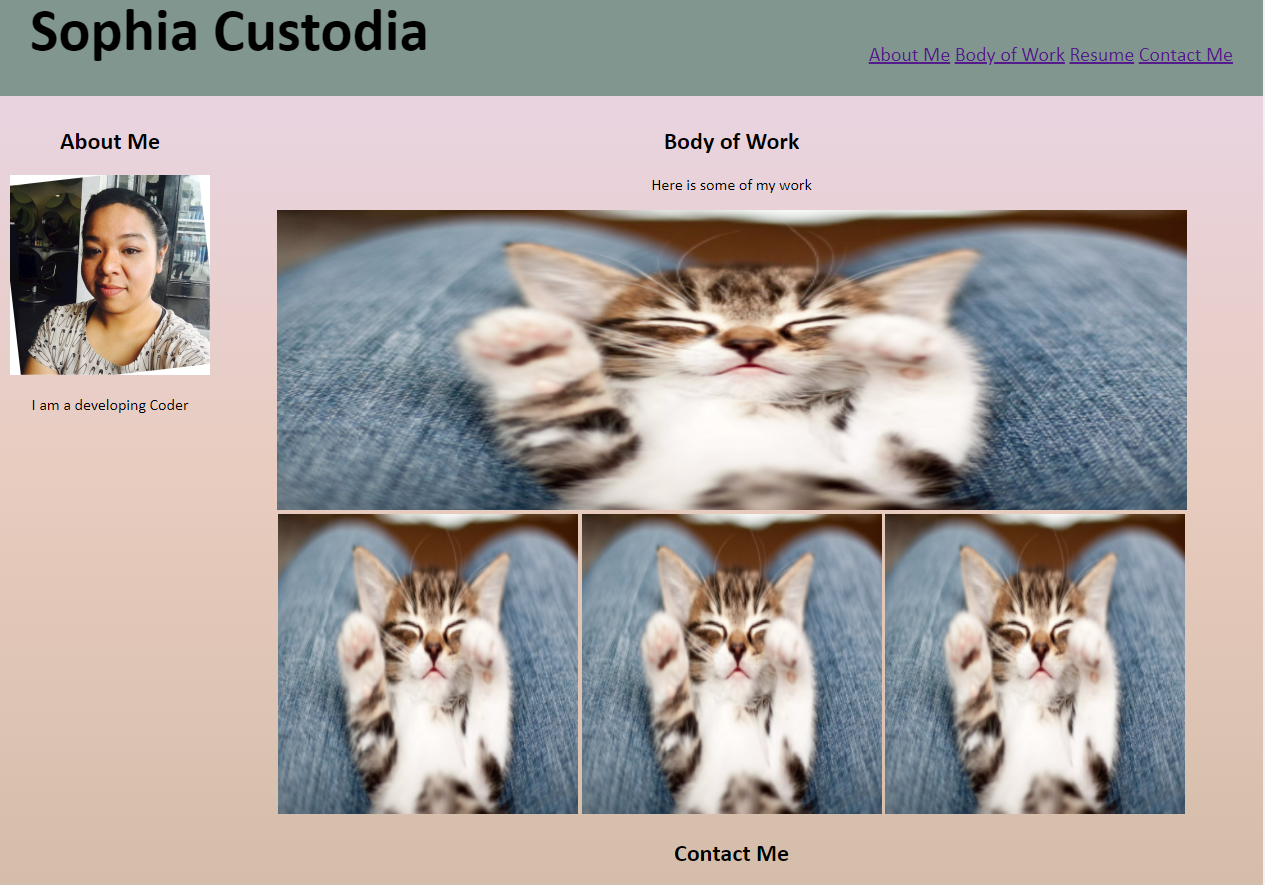 Sophia Custodia
About Me Body of Work Resume Contact Me
About Me
I am a developing Coder
Body of Work
Here is some of my work
Contact Me